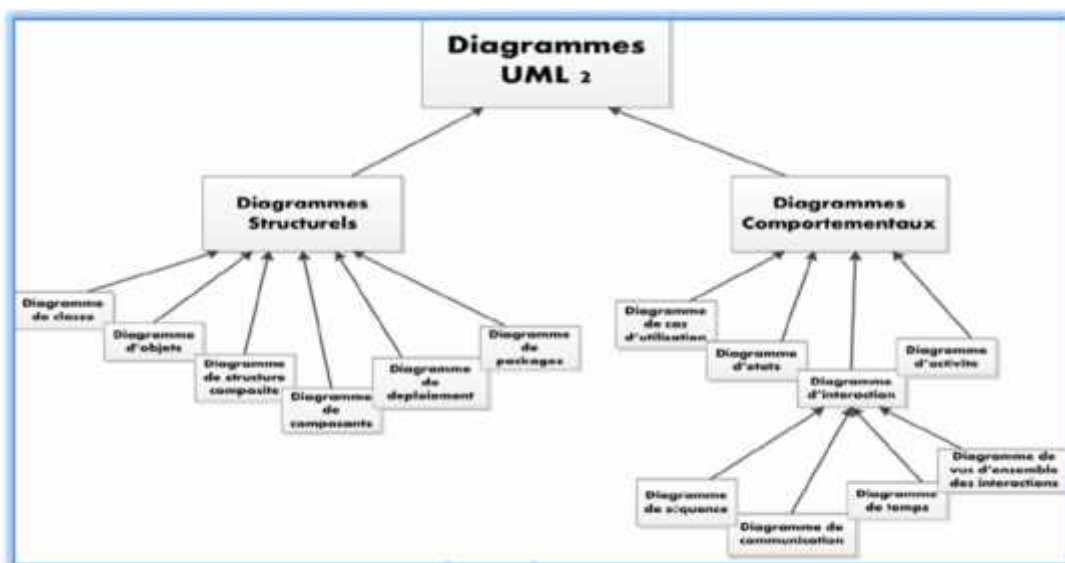 Diagrammes
UML 2
Diagrammes
Structurels
Diagrammes
Comportementaux
Diagramme
de classe
Diagramme
d'objets
Diagramme
de structure
composite
Diagramme
de
composants
Diagramme
de
deploiement
Diagramme
de
packages
Diagramme
de cas
d'utilisation
Diagramme
d'etats
Diagramme
d'interaction
Diagramme
d'activite
Diagramme
de séquence
Diagramme de
communication
Diagramme
de temps
Diagramme de
vus d'ensemble
des interactions